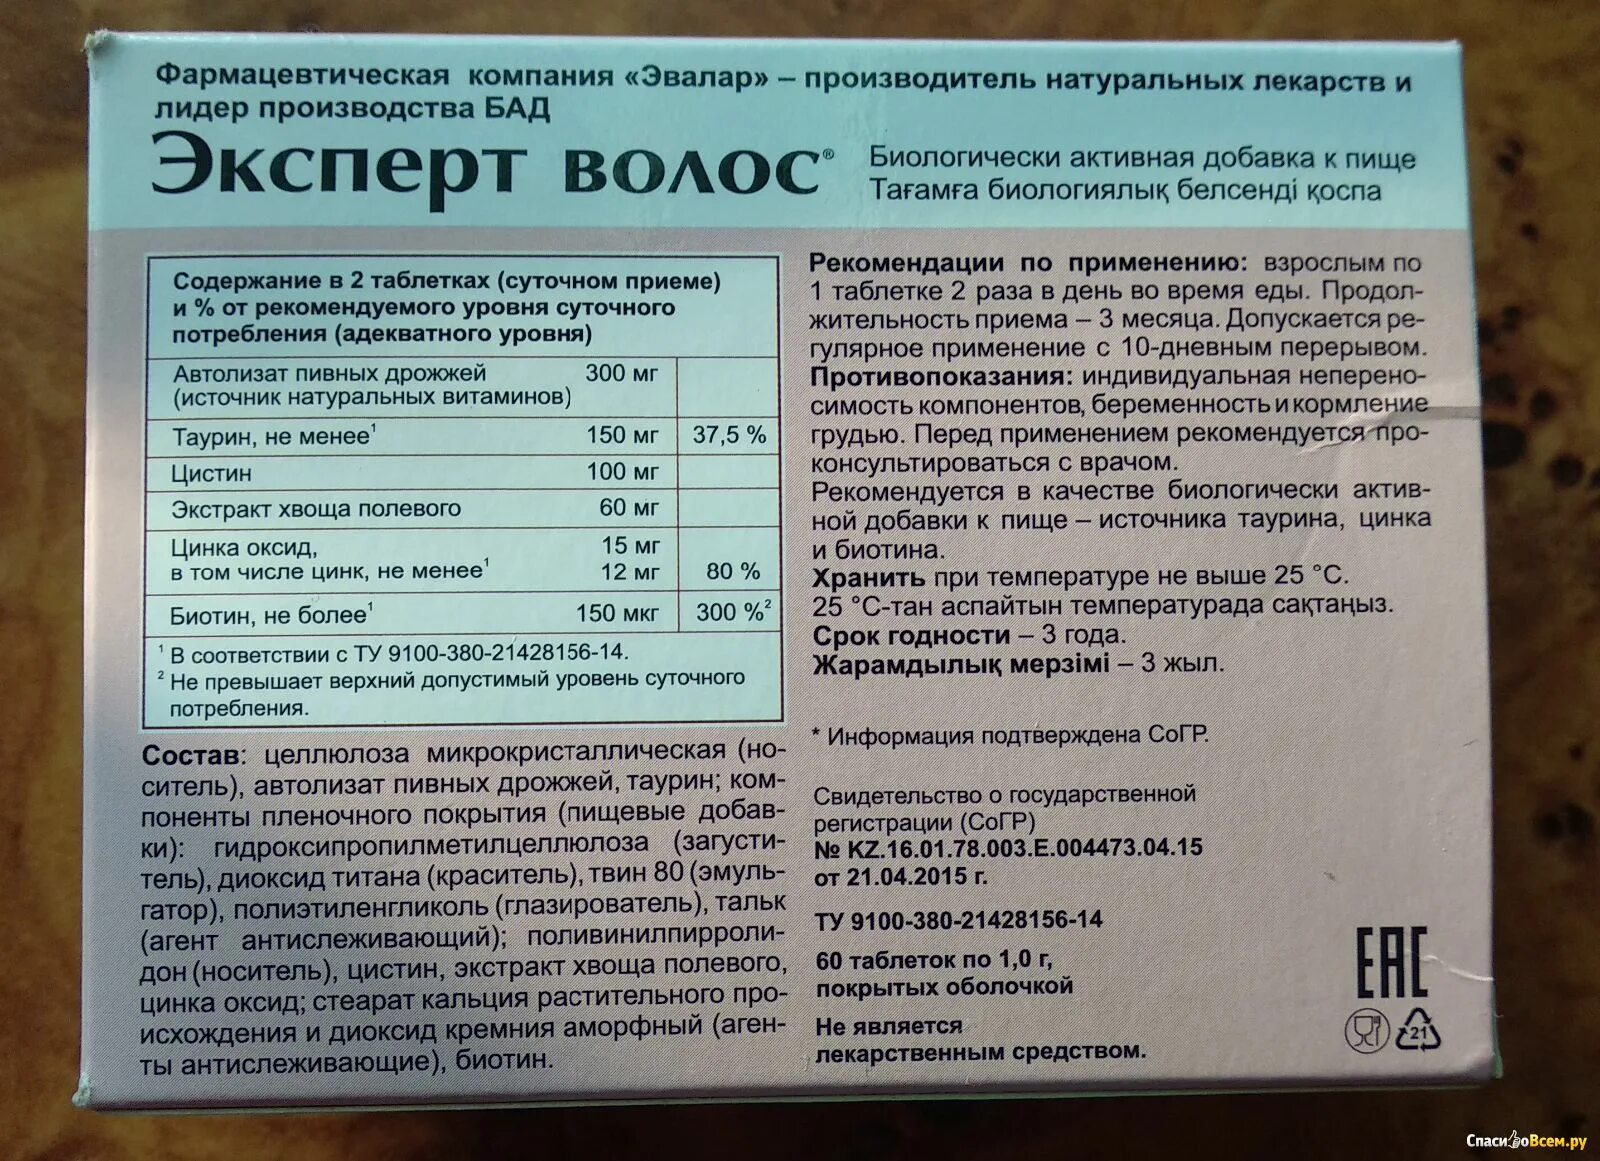 Фармацевтическая компания «Эвалар» – производитель натуральных лекарств и
лидер производства БАД
Эксперт волос®
Биологически активная добавка к пище
Тағамға биологиялық белсенді қоспа
Содержание в 2 таблетках (суточном приеме)
и % от рекомендуемого уровня суточного
потребления (адекватного уровня)
Автолизат пивных дрожжей 300 мг
(источник натуральных витаминов)
Таурин, не менее¹ 150 мг 37,5 %
Цистин 100 мг
Экстракт хвоща полевого 60 мг
Цинка оксид, 15 мг
в том числе цинк, не менее¹ 12 мг 80 %
Биотин, не более¹ 150 мкг 300 %²
¹ В соответствии с ТУ 9100-380-21428156-14.
² Не превышает верхний допустимый уровень суточного
потребления.
Состав: целлюлоза микрокристаллическая (но-
ситель), автолизат пивных дрожжей, таурин; ком-
поненты пленочного покрытия (пищевые добав-
ки): гидроксипропилметилцеллюлоза (загусти-
тель), диоксид титана (краситель), твин 80 (эмуль-
гатор), полиэтиленгликоль (глазирователь), тальк
(агент антислеживающий); поливинилпирроли-
дон (носитель), цистин, экстракт хвоща полевого,
цинка оксид; стеарат кальция растительного про-
исхождения и диоксид кремния аморфный (аген-
ты антислеживающие), биотин.
Рекомендации по применению: взрослым по
1 таблетке 2 раза в день во время еды. Продол-
жительность приема – 3 месяца. Допускается ре-
гулярное применение с 10-дневным перерывом.
Противопоказания: индивидуальная неперено-
симость компонентов, беременность и кормление
грудью. Перед применением рекомендуется про-
консультироваться с врачом.
Рекомендуется в качестве биологически актив-
ной добавки к пище – источника таурина, цинка
и биотина.
Хранить при температуре не выше 25 °С.
25 °С-тан аспайтын температурада сақтаңыз.
Срок годности – 3 года.
Жарамдылық мерзімі – 3 жыл.
* Информация подтверждена СоГР.
Свидетельство о государственной
регистрации (СоГР)
№ KZ.16.01.78.003.Е.004473.04.15
от 21.04.2015 г.
ТУ 9100-380-21428156-14
60 таблеток по 1,0 г,
покрытых оболочкой
Не является
лекарственным средством.
ЕАС
21
СпасибоВсем.ру